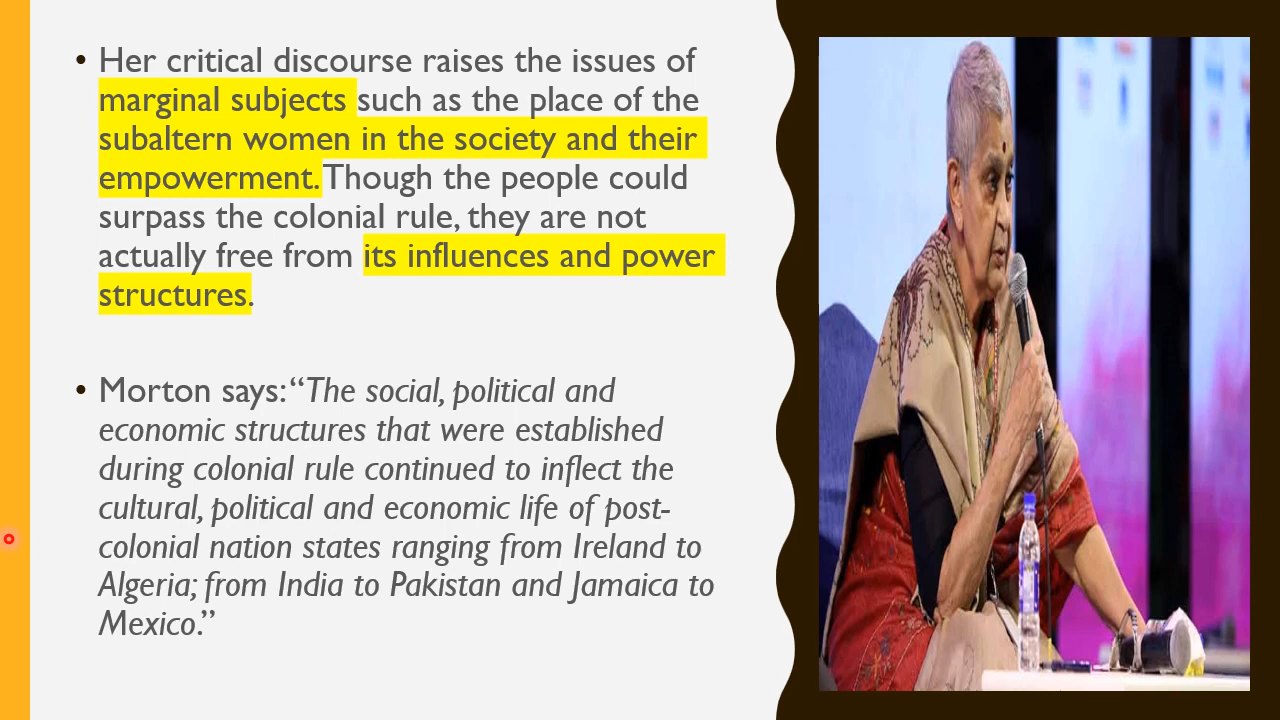 • Her critical discourse raises the issues of
marginal subjects such as the place of the
subaltern women in the society and their
empowerment. Though the people could
surpass the colonial rule, they are not
actually free from its influences and power
structures.
• Morton says: “The social, political and
economic structures that were established
during colonial rule continued to inflect the
cultural, political and economic life of post-
colonial nation states ranging from Ireland to
Algeria; from India to Pakistan and Jamaica to
Mexico.”